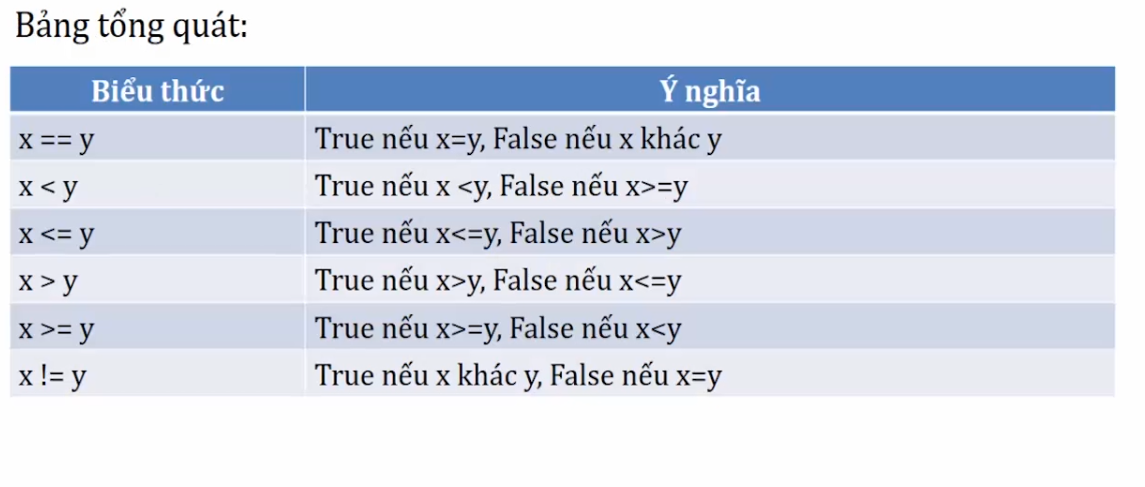 Bảng tổng quát:
Biểu thức Ý nghĩa
x == y True nếu x=y, False nếu x khác y
x < y True nếu x <y, False nếu x>=y
x <= y True nếu x<=y, False nếu x>y
x > y True nếu x>y, False nếu x<=y
x >= y True nếu x>=y, False nếu x<y
x != y True nếu x khác y, False nếu x=y